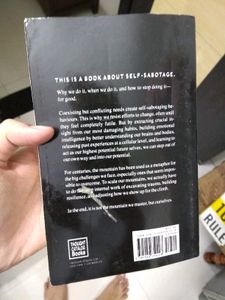 THIS IS A BOOK ABOUT SELF-SABOTAGE.
Why we do it, when we do it, and how to stop doing it—
for good.
Coexisting but conflicting needs create self-sabotaging be-
haviours. This is why we resist efforts to change, often until
they feel completely futile. But by extracting crucial in-
sight from our most damaging habits, building emotional
intelligence by better understanding our brains and bodies,
releasing past experiences at a cellular level, and learning to
act as our highest potential future selves, we can step out of
our own way and into our potential.
For centuries, the mountain has been used as a metaphor for
the big challenges we face, especially ones that seem impos-
sible to overcome. To scale our mountains, we actually have
to do the deep internal work of excavating trauma, building
resilience, and adjusting how we show up for the climb.
In the end, it is not the mountain we master, but ourselves
THOUGHT
CATALOG
Books
RULE